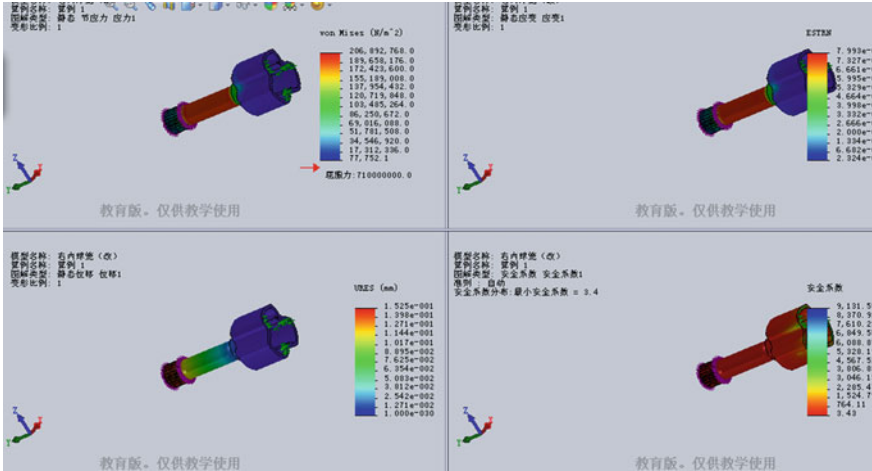 算例名称: 算例 1
图解类型: 静态 节应力 应力1
变形比例: 1
von Mises (N/m^2)
206,892,768.0
189,658,176.0
172,423,600.0
155,189,008.0
137,954,432.0
120,719,848.0
103,485,264.0
86,250,672.0
69,016,088.0
51,781,508.0
34,546,920.0
17,312,336.0
77,752.1
屈服力:710000000.0
Z
X
Y
教育版。仅供教学使用
算例名称: 算例 1
图解类型: 静态应变 应变1
变形比例: 1
ESTRN
7.993e-
7.327e-
6.661e-
5.995e-
5.329e-
4.664e-
3.998e-
3.332e-
2.666e-
2.000e-
1.334e-
6.682e-
2.324e-
Z
X
Y
教育版。仅供教学使用
模型名称: 右内球笼(改)
算例名称: 算例 1
图解类型: 静态位移 位移1
变形比例: 1
URES (mm)
1.525e-001
1.398e-001
1.271e-001
1.144e-001
1.017e-001
8.895e-002
7.625e-002
6.354e-002
5.083e-002
3.812e-002
2.542e-002
1.271e-002
1.000e-030
Z
X
Y
教育版。仅供教学使用
模型名称: 右内球笼(改)
算例名称: 算例 1
图解类型: 安全系数 安全系数1
准则 : 自动
安全系数分布:最小安全系数 = 3.4
安全系数
9,131.5
8,370.9
7,610.2
6,849.5
6,088.8
5,328.1
4,567.5
3,806.8
3,046.1
2,285.4
1,524.7
764.11
3.43
Z
X
Y
教育版。仅供教学使用